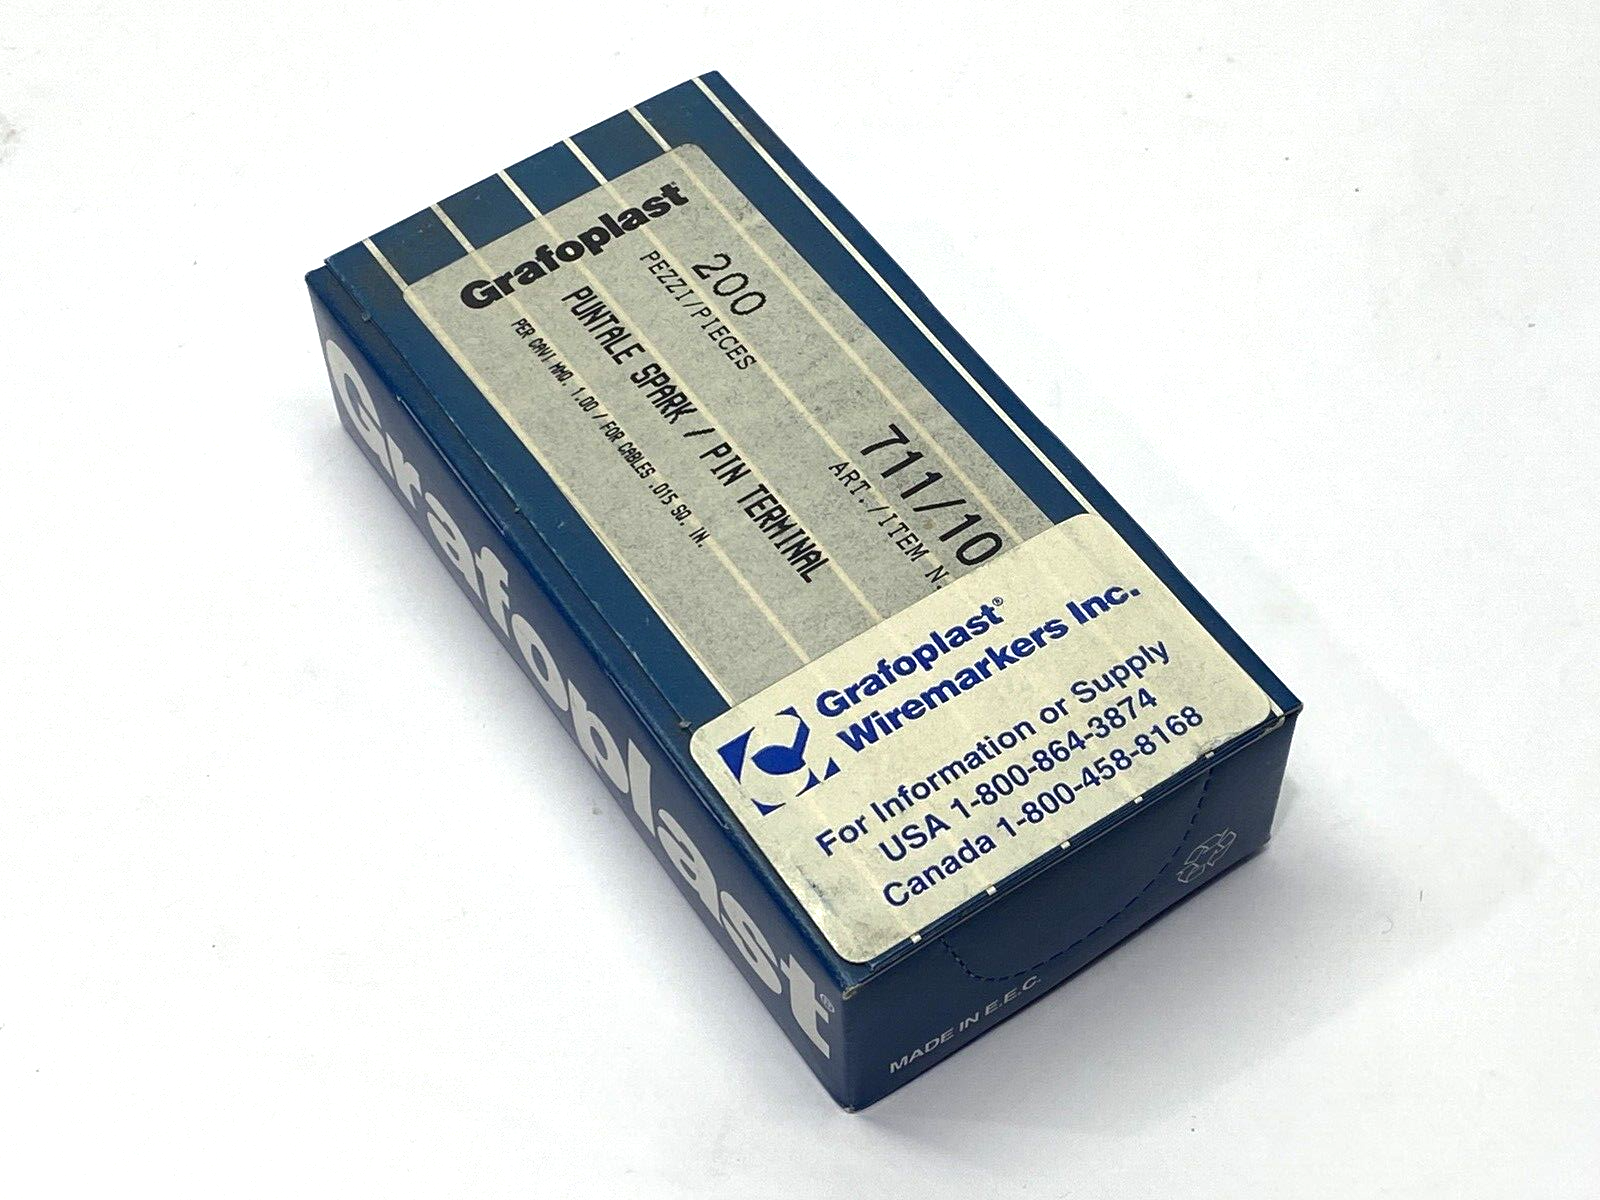 Grafoplast
200
PEZZI/PIECES
711/10
ART./ITEM N.
PUNTALE SPARK / PIN TERMINAL
PER CAVI MMQ. 1.00 / FOR CABLES .015 SQ. IN.
Grafoplast®
Wiremarkers Inc.
For Information or Supply
USA 1-800-864-3874
Canada 1-800-458-8168
Grafoplast®
MADE IN E.E.C.